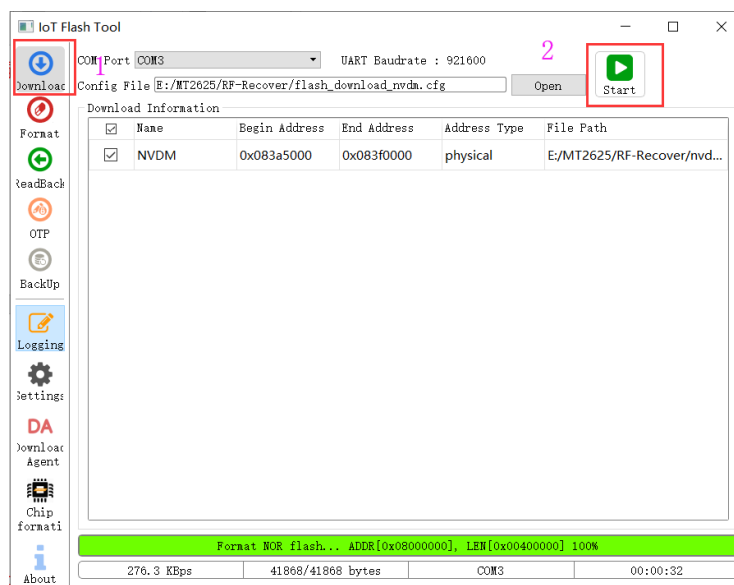 IoT Flash Tool
1
2
COM Port COM3 UART Baudrate : 921600
Config File E:/MT2625/RF-Recover/flash_download_nvdm.cfg Open Start
Download Information
Name Begin Address End Address Address Type File Path
NVDM 0x083a5000 0x083f0000 physical E:/MT2625/RF-Recover/nvd...
Downloac
Format
ReadBack
OTP
BackUp
Logging
Settings
DA
Downloac
Agent
Chip
formati
About
Format NOR flash... ADDR[0x08000000], LEN[0x00400000] 100%
276.3 KBps 41868/41868 bytes COM3 00:00:32